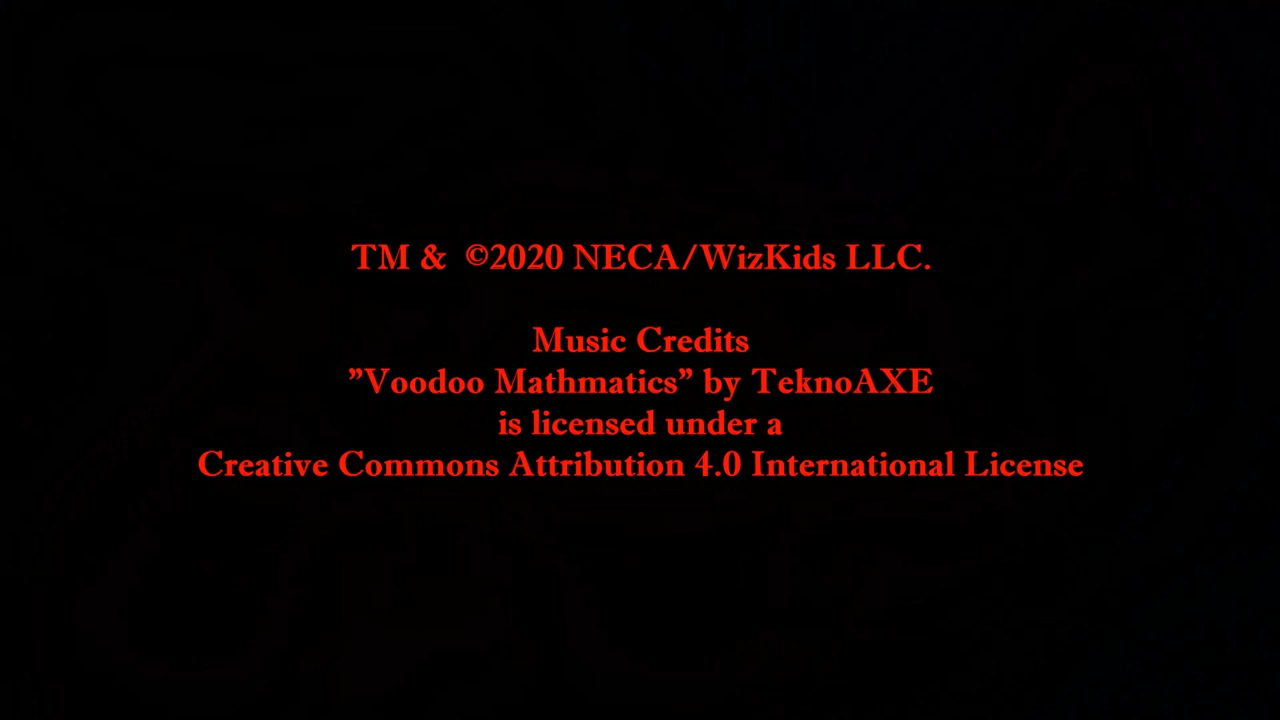 TM & ©2020 NECA/WizKids LLC.
Music Credits
”Voodoo Mathmatics” by TeknoAXE
is licensed under a
Creative Commons Attribution 4.0 International License